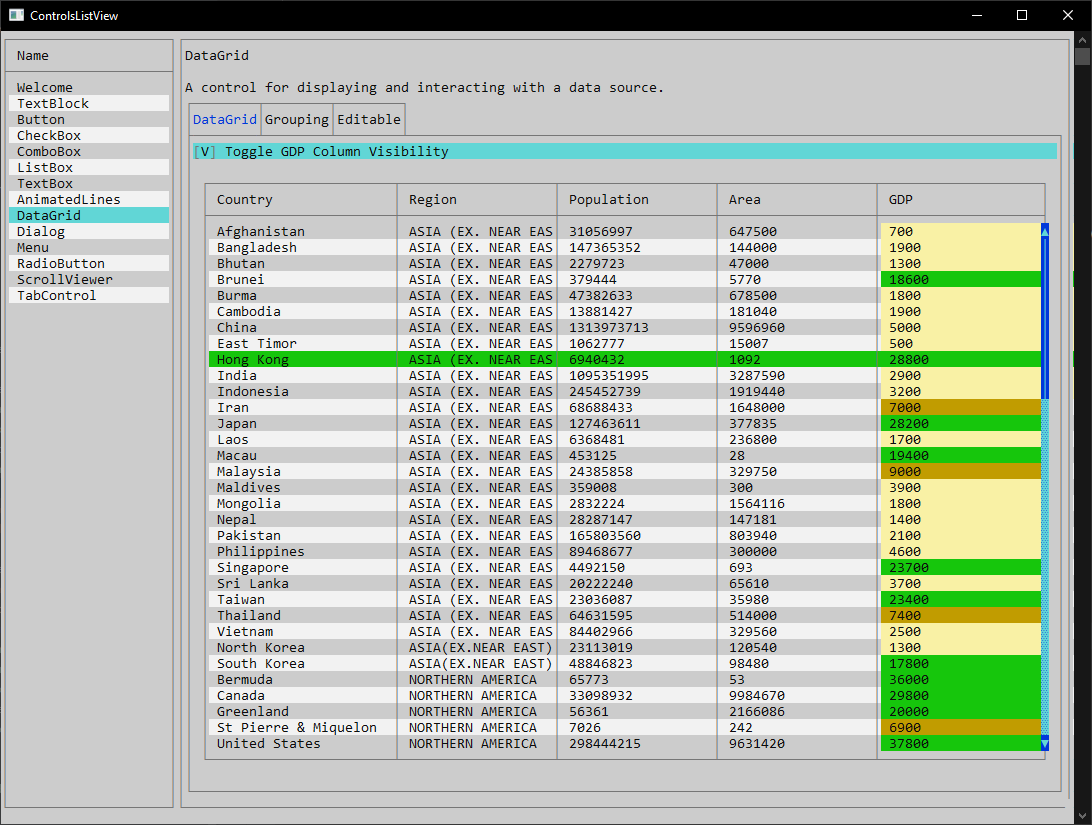 ControlsListView
Name
Welcome
TextBlock
Button
CheckBox
ComboBox
ListBox
TextBox
AnimatedLines
DataGrid
Dialog
Menu
RadioButton
ScrollViewer
TabControl
DataGrid
A control for displaying and interacting with a data source.
DataGrid Grouping Editable
[V] Toggle GDP Column Visibility
Country Region Population Area GDP
Afghanistan ASIA (EX. NEAR EAS 31056997 647500 700
Bangladesh ASIA (EX. NEAR EAS 147365352 144000 1900
Bhutan ASIA (EX. NEAR EAS 2279723 47000 1300
Brunei ASIA (EX. NEAR EAS 379444 5770 18600
Burma ASIA (EX. NEAR EAS 47382633 678500 1800
Cambodia ASIA (EX. NEAR EAS 13881427 181040 1900
China ASIA (EX. NEAR EAS 1313973713 9596960 5000
East Timor ASIA (EX. NEAR EAS 1062777 15007 500
Hong Kong ASIA (EX. NEAR EAS 6940432 1092 28800
India ASIA (EX. NEAR EAS 1095351995 3287590 2900
Indonesia ASIA (EX. NEAR EAS 245452739 1919440 3200
Iran ASIA (EX. NEAR EAS 68688433 1648000 7000
Japan ASIA (EX. NEAR EAS 127463611 377835 28200
Laos ASIA (EX. NEAR EAS 6368481 236800 1700
Macau ASIA (EX. NEAR EAS 453125 28 19400
Malaysia ASIA (EX. NEAR EAS 24385858 329750 9000
Maldives ASIA (EX. NEAR EAS 359008 300 3900
Mongolia ASIA (EX. NEAR EAS 2832224 1564116 1800
Nepal ASIA (EX. NEAR EAS 28287147 147181 1400
Pakistan ASIA (EX. NEAR EAS 165803560 803940 2100
Philippines ASIA (EX. NEAR EAS 89468677 300000 4600
Singapore ASIA (EX. NEAR EAS 4492150 693 23700
Sri Lanka ASIA (EX. NEAR EAS 20222240 65610 3700
Taiwan ASIA (EX. NEAR EAS 23036087 35980 23400
Thailand ASIA (EX. NEAR EAS 64631595 514000 7400
Vietnam ASIA (EX. NEAR EAS 84402966 329560 2500
North Korea ASIA(EX.NEAR EAST) 23113019 120540 1300
South Korea ASIA(EX.NEAR EAST) 48846823 98480 17800
Bermuda NORTHERN AMERICA 65773 53 36000
Canada NORTHERN AMERICA 33098932 9984670 29800
Greenland NORTHERN AMERICA 56361 2166086 20000
St Pierre & Miquelon NORTHERN AMERICA 7026 242 6900
United States NORTHERN AMERICA 298444215 9631420 37800